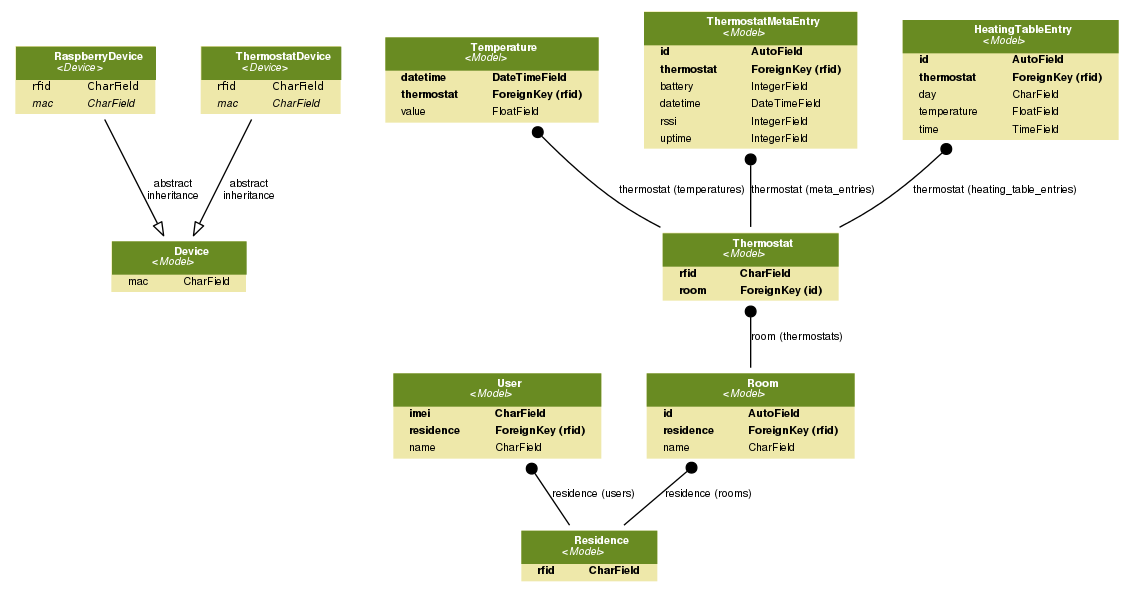 RaspberryDevice
<Device>
rfid CharField
mac CharField
ThermostatDevice
<Device>
rfid CharField
mac CharField
abstract
inheritance
abstract
inheritance
Device
<Model>
mac CharField
Temperature
<Model>
datetime DateTimeField
thermostat ForeignKey (rfid)
value FloatField
ThermostatMetaEntry
<Model>
id AutoField
thermostat ForeignKey (rfid)
battery IntegerField
datetime DateTimeField
rssi IntegerField
uptime IntegerField
HeatingTableEntry
<Model>
id AutoField
thermostat ForeignKey (rfid)
day CharField
temperature FloatField
time TimeField
thermostat (temperatures)
thermostat (meta_entries)
thermostat (heating_table_entries)
Thermostat
<Model>
rfid CharField
room ForeignKey (id)
room (thermostats)
User
<Model>
imei CharField
residence ForeignKey (rfid)
name CharField
Room
<Model>
id AutoField
residence ForeignKey (rfid)
name CharField
residence (users)
residence (rooms)
Residence
<Model>
rfid CharField